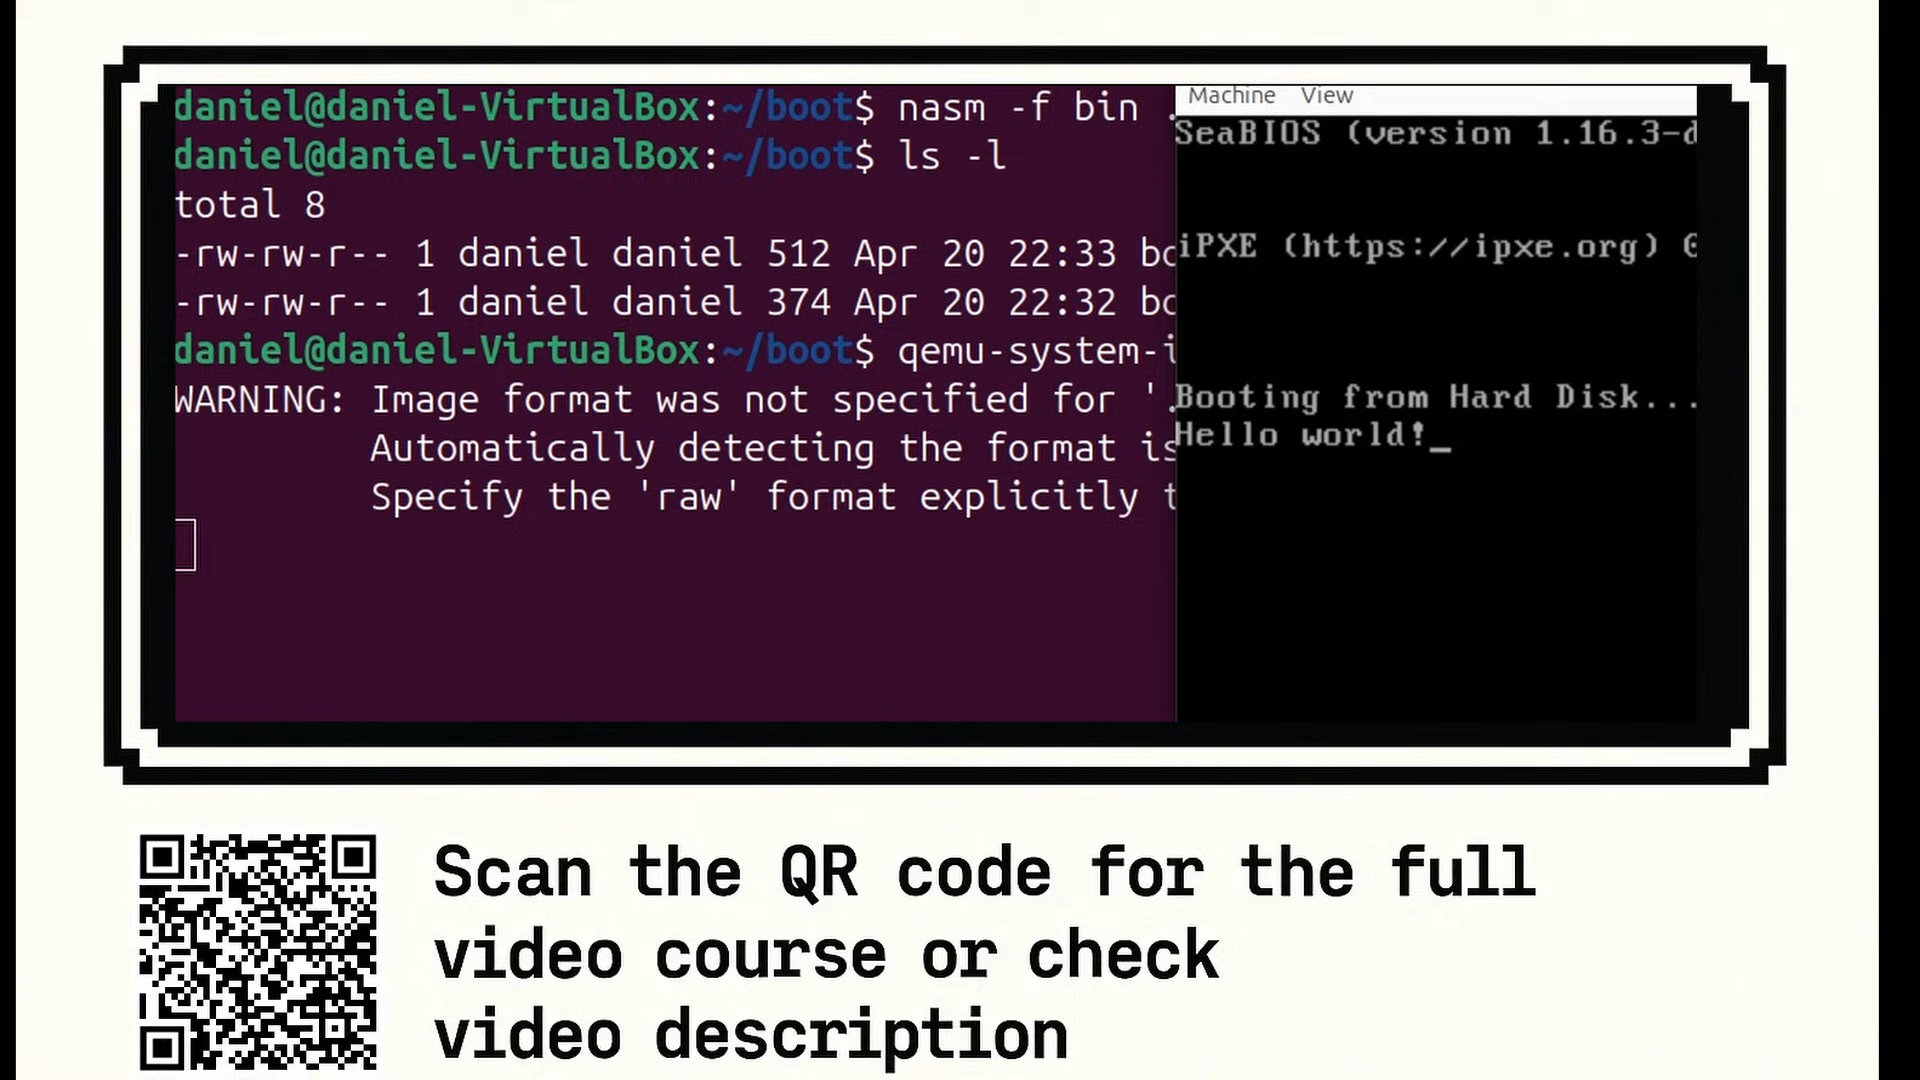 daniel@daniel-VirtualBox:~/boot$ nasm -f bin .
daniel@daniel-VirtualBox:~/boot$ ls -l
total 8
-rw-rw-r-- 1 daniel daniel 512 Apr 20 22:33 bo
-rw-rw-r-- 1 daniel daniel 374 Apr 20 22:32 bo
daniel@daniel-VirtualBox:~/boot$ qemu-system-i
WARNING: Image format was not specified for '.
Automatically detecting the format is
Specify the 'raw' format explicitly t
Machine View
SeaBIOS (version 1.16.3-d
iPXE (https://ipxe.org)
Booting from Hard Disk...
Hello world!_
Scan the QR code for the full
video course or check
video description